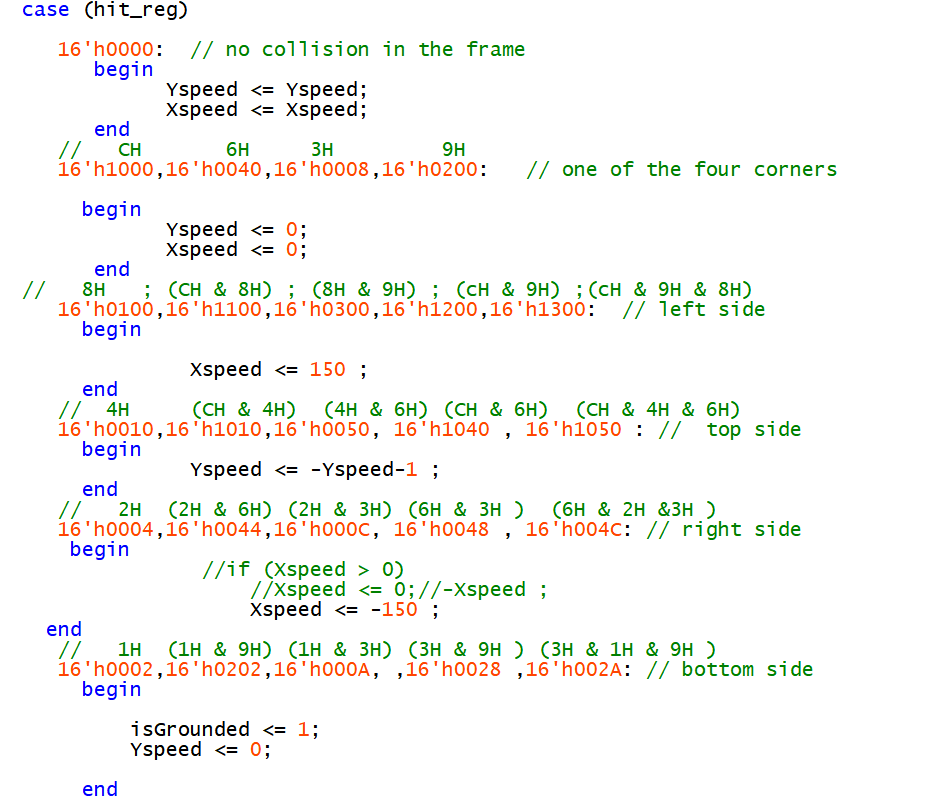 case (hit_reg)
16'h0000:  // no collision in the frame
begin
Yspeed <= Yspeed;
Xspeed <= Xspeed;
end
//   CH       6H     3H         9H
16'h1000,16'h0040,16'h0008,16'h0200:   // one of the four corners
begin
Yspeed <= 0;
Xspeed <= 0;
end
//   8H   ; (CH & 8H) ; (8H & 9H) ; (cH & 9H) ;(cH & 9H & 8H)
16'h0100,16'h1100,16'h0300,16'h1200,16'h1300:  // left side
begin
Xspeed <= 150 ;
end
//  4H     (CH & 4H)  (4H & 6H) (CH & 6H)  (CH & 4H & 6H)
16'h0010,16'h1010,16'h0050, 16'h1040 , 16'h1050 : //  top side
begin
Yspeed <= -Yspeed-1 ;
end
//   2H  (2H & 6H) (2H & 3H) (6H & 3H )  (6H & 2H &3H )
16'h0004,16'h0044,16'h000C, 16'h0048 , 16'h004C: // right side
begin
//if (Xspeed > 0)
//Xspeed <= 0;//-Xspeed ;
Xspeed <= -150 ;
end
//   1H  (1H & 9H) (1H & 3H) (3H & 9H ) (3H & 1H & 9H )
16'h0002,16'h0202,16'h000A, ,16'h0028 ,16'h002A: // bottom side
begin
isGrounded <= 1;
Yspeed <= 0;
end